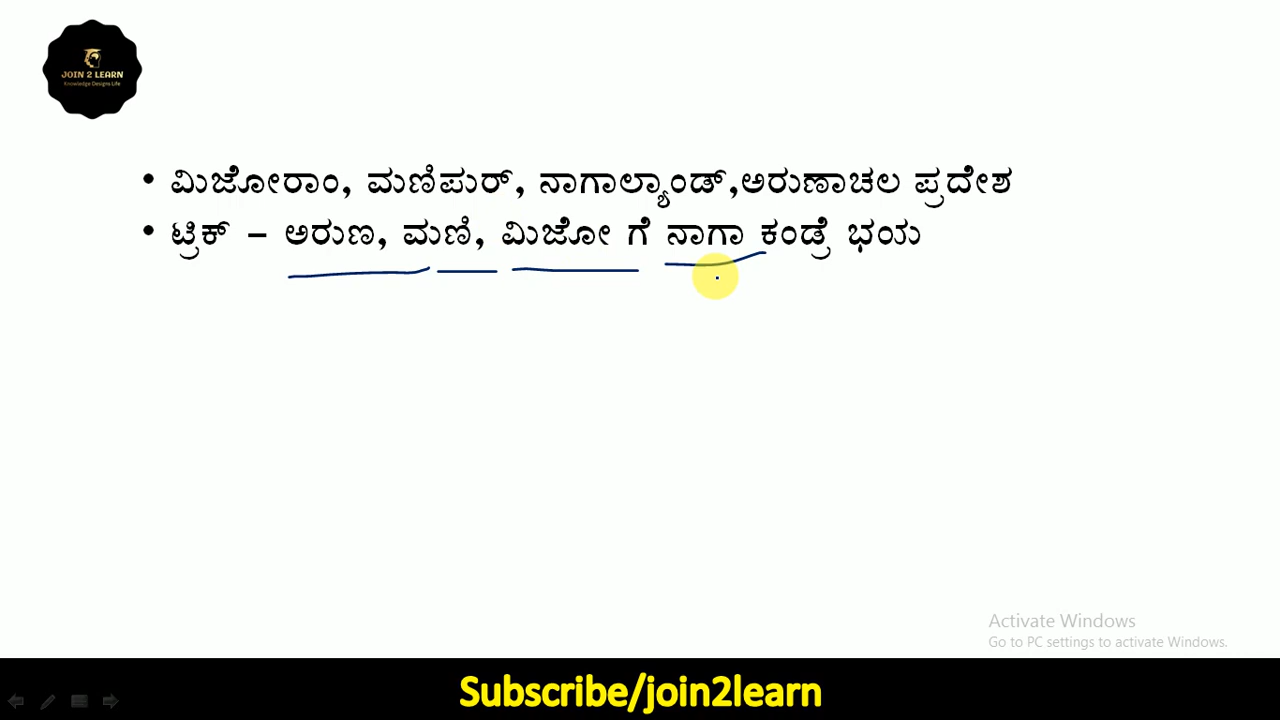 JOIN 2 LEARN
Knowledge Designs Life
• ಮಿಜೋರಾಂ, ಮಣಿಪುರ್, ನಾಗಾಲ್ಯಾಂಡ್,ಅರುಣಾಚಲ ಪ್ರದೇಶ
• ಟ್ರಿಕ್ – ಅರುಣ, ಮಣಿ, ಮಿಜೋ ಗೆ ನಾಗಾ ಕಂಡ್ರೆ ಭಯ
Activate Windows
Go to PC settings to activate Windows.
Subscribe/join2learn